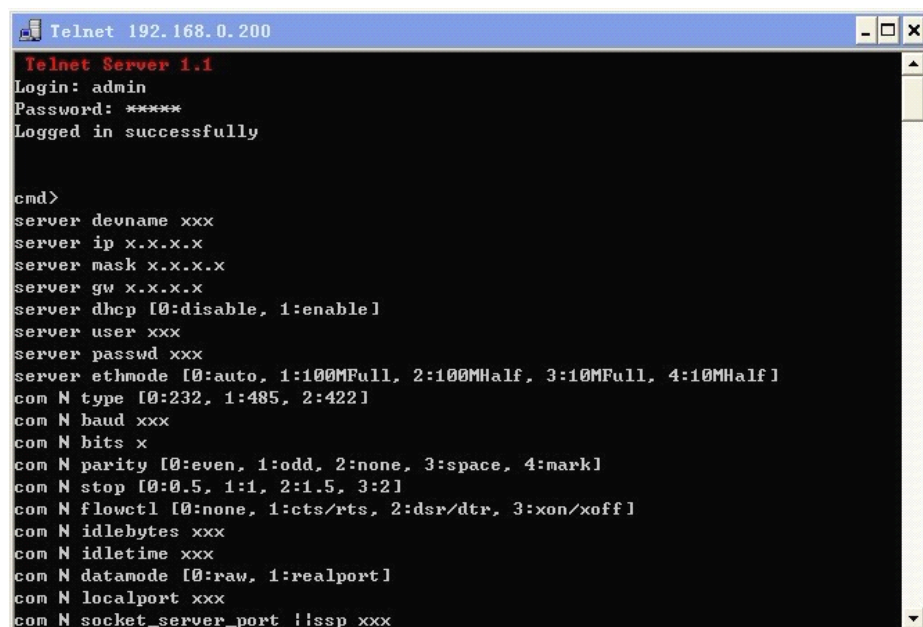 Telnet 192.168.0.200
Telnet Server 1.1
Login: admin
Password: *****
Logged in successfully
cmd>
server devname xxx
server ip x.x.x.x
server mask x.x.x.x
server gw x.x.x.x
server dhcp [0:disable, 1:enable]
server user xxx
server passwd xxx
server ethmode [0:auto, 1:100MFull, 2:100MHalf, 3:10MFull, 4:10MHalf]
com N type [0:232, 1:485, 2:422]
com N baud xxx
com N bits x
com N parity [0:even, 1:odd, 2:none, 3:space, 4:mark]
com N stop [0:0.5, 1:1, 2:1.5, 3:2]
com N flowctl [0:none, 1:cts/rts, 2:dsr/dtr, 3:xon/xoff]
com N idlebytes xxx
com N idletime xxx
com N datamode [0:raw, 1:realport]
com N localport xxx
com N socket_server_port ||ssp xxx